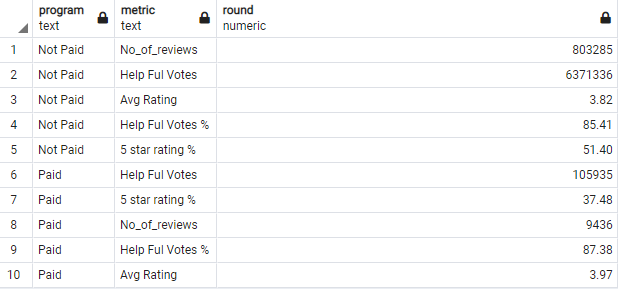 program metric round
text text numeric
1 Not Paid No_of_reviews 803285
2 Not Paid Help Ful Votes 6371336
3 Not Paid Avg Rating 3.82
4 Not Paid Help Ful Votes % 85.41
5 Not Paid 5 star rating % 51.40
6 Paid Help Ful Votes 105935
7 Paid 5 star rating % 37.48
8 Paid No_of_reviews 9436
9 Paid Help Ful Votes % 87.38
10 Paid Avg Rating 3.97